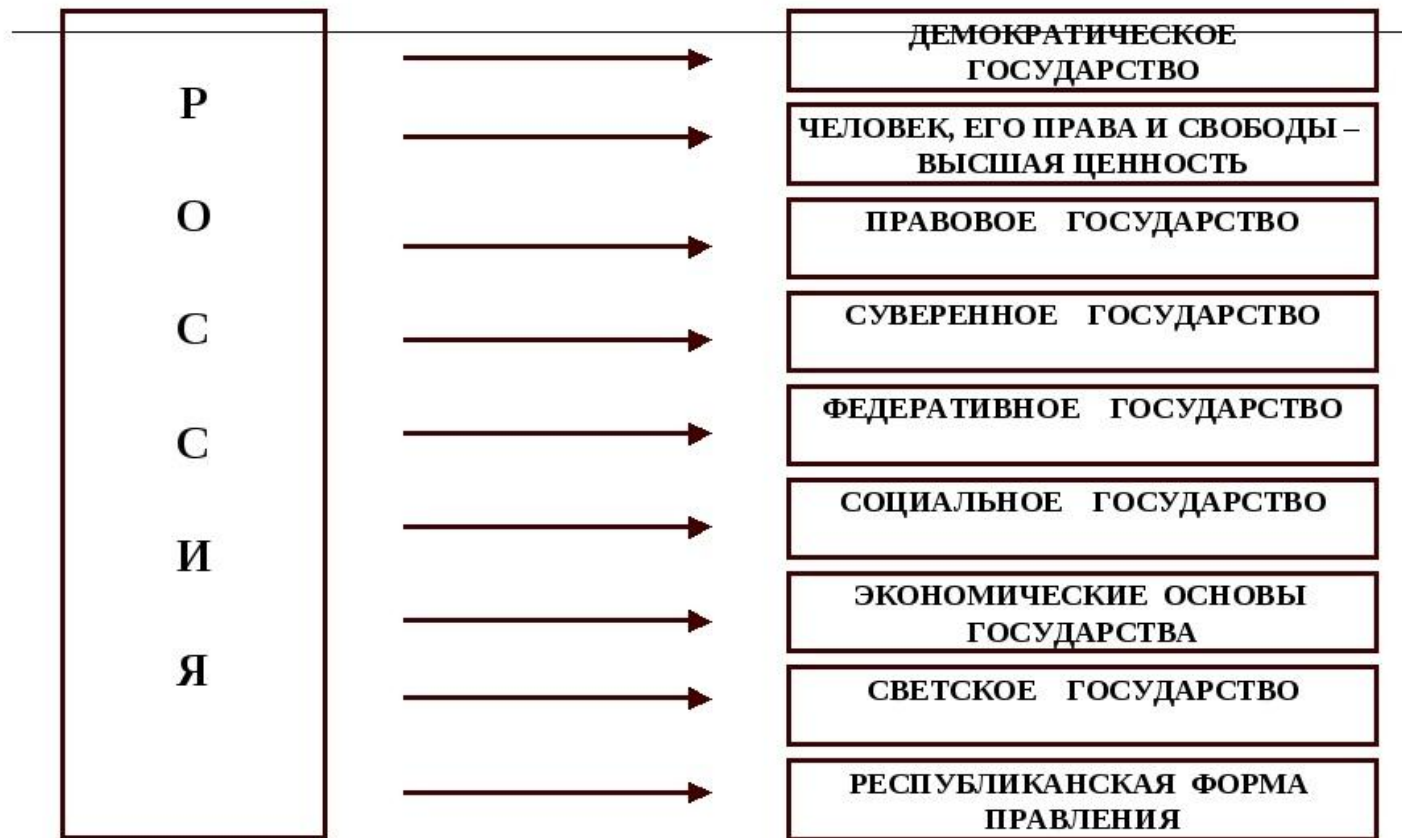 РОССИЯ
ДЕМОКРАТИЧЕСКОЕ
ГОСУДАРСТВО
ЧЕЛОВЕК, ЕГО ПРАВА И СВОБОДЫ –
ВЫСШАЯ ЦЕННОСТЬ
ПРАВОВОЕ ГОСУДАРСТВО
СУВЕРЕННОЕ ГОСУДАРСТВО
ФЕДЕРАТИВНОЕ ГОСУДАРСТВО
СОЦИАЛЬНОЕ ГОСУДАРСТВО
ЭКОНОМИЧЕСКИЕ ОСНОВЫ
ГОСУДАРСТВА
СВЕТСКОЕ ГОСУДАРСТВО
РЕСПУБЛИКАНСКАЯ ФОРМА
ПРАВЛЕНИЯ